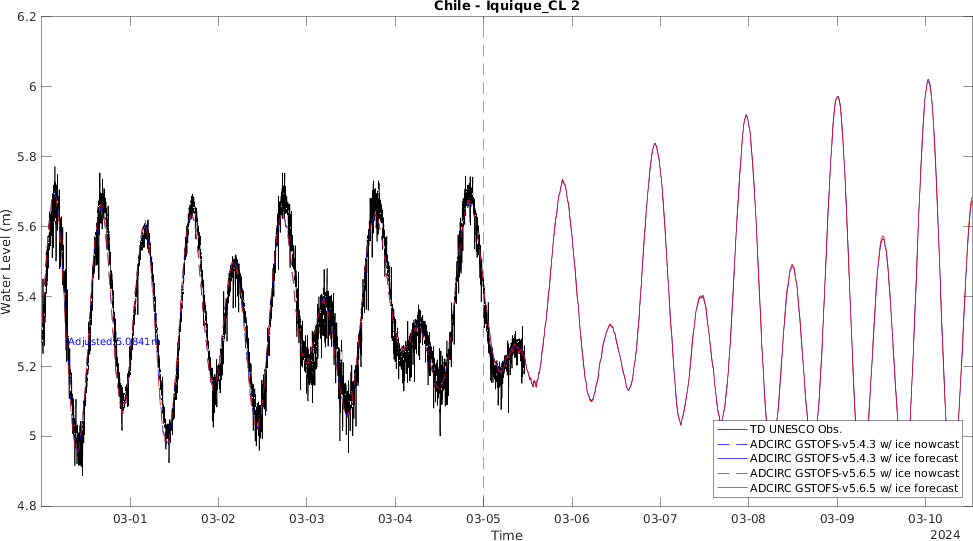 Chile - Iquique_CL 2
6.2
6
5.8
5.6
5.4
5.2
5
4.8
Water Level (m)
Adjusted:5.0841m
TD UNESCO Obs.
ADCIRC GSTOFS-v5.4.3 w/ ice nowcast
ADCIRC GSTOFS-v5.4.3 w/ ice forecast
ADCIRC GSTOFS-v5.6.5 w/ ice nowcast
ADCIRC GSTOFS-v5.6.5 w/ ice forecast
03-01 03-02 03-03 03-04 03-05 03-06 03-07 03-08 03-09 03-10
Time
2024